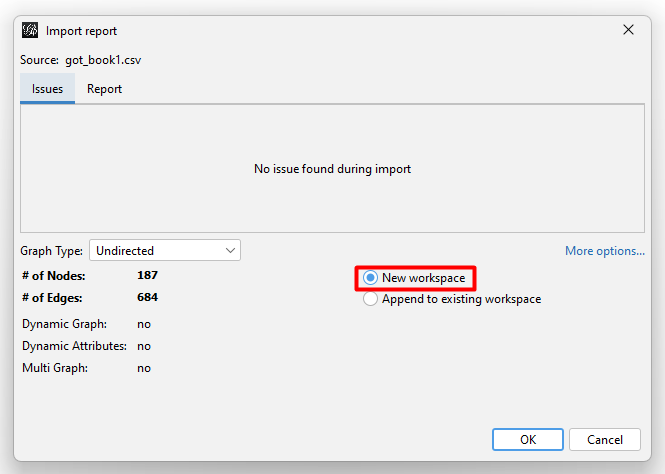 Import report
Source: got_book1.csv
Issues Report
No issue found during import
Graph Type: Undirected More options...
# of Nodes: 187 New workspace
# of Edges: 684 Append to existing workspace
Dynamic Graph: no
Dynamic Attributes: no
Multi Graph: no
OK Cancel